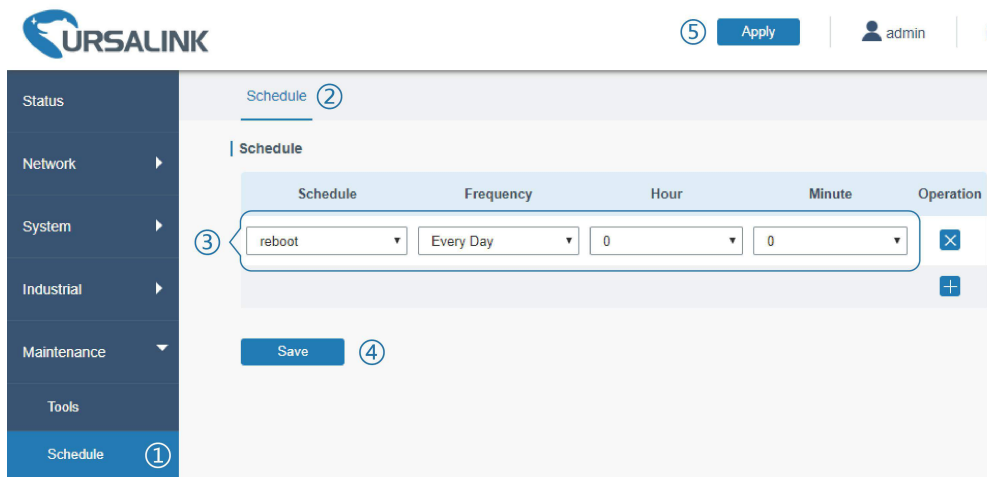 URSALINK
⑤ Apply
admin
Status
Schedule ②
Network
Schedule
Schedule Frequency Hour Minute Operation
System
③ reboot Every Day 0 0
Industrial
Maintenance
Save ④
Tools
Schedule ①